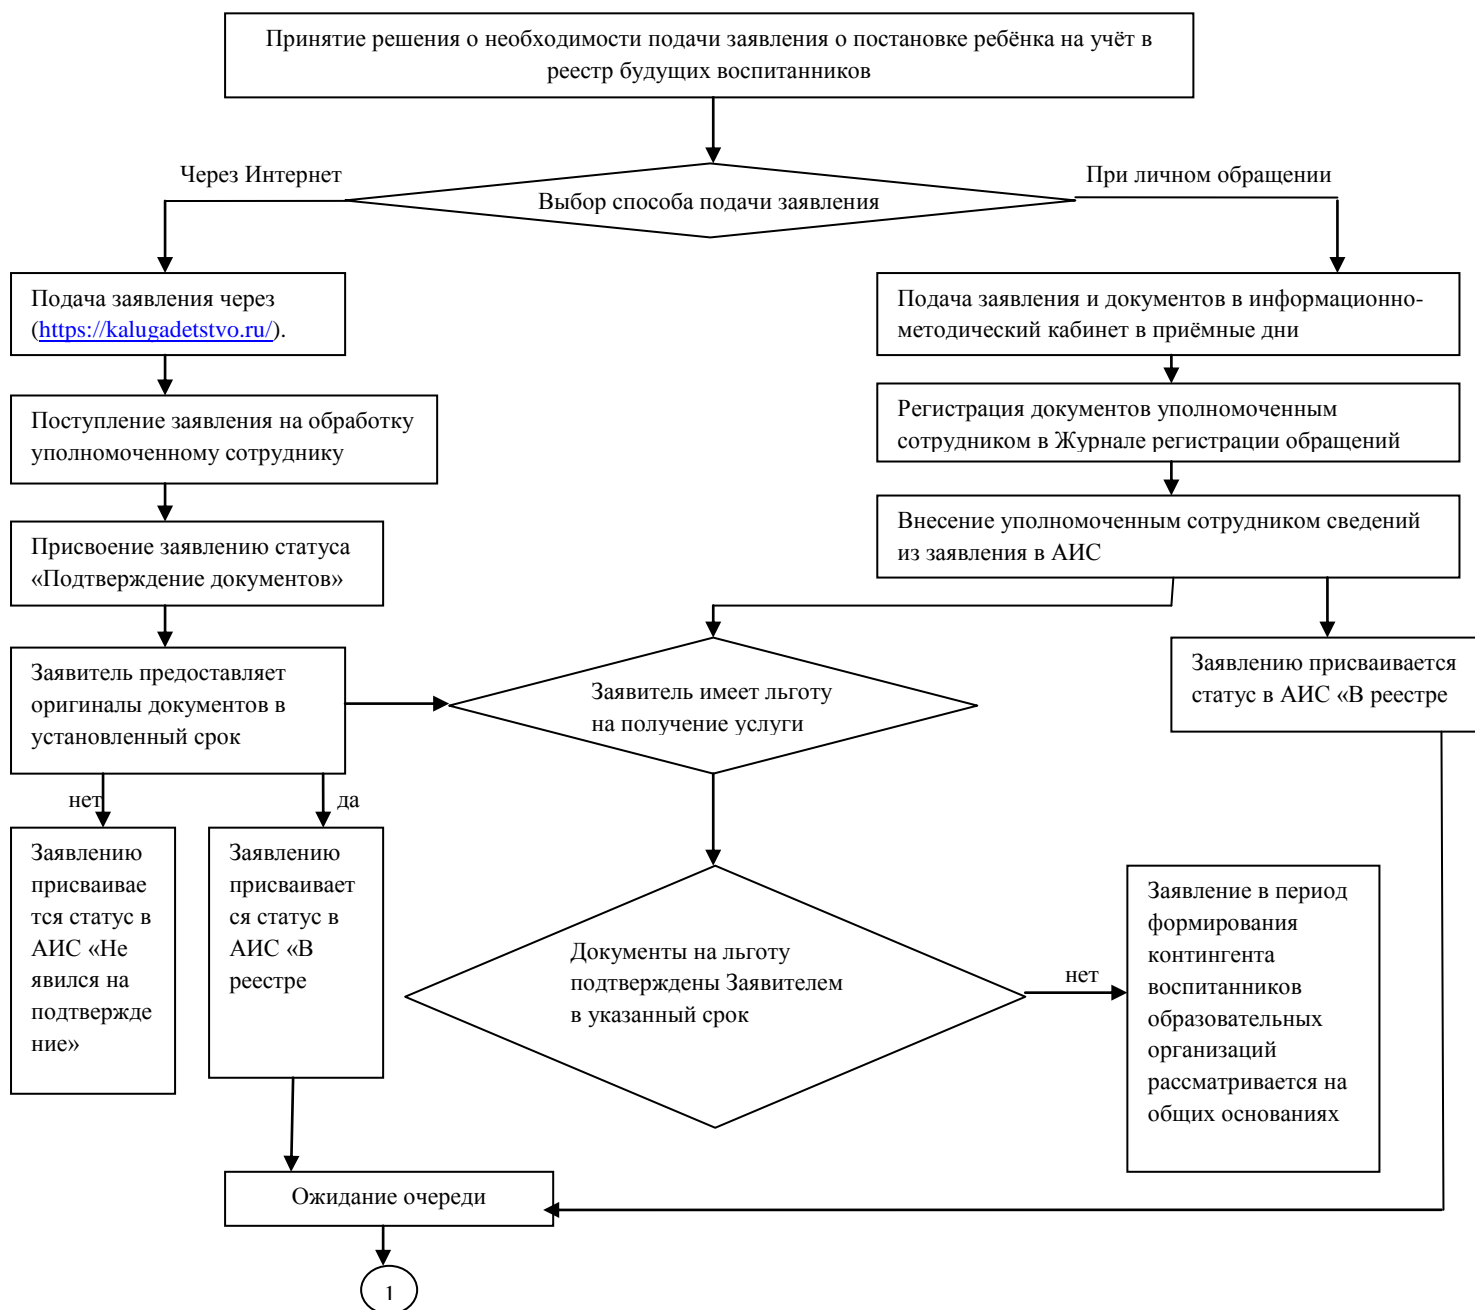 Принятие решения о необходимости подачи заявления о постановке ребёнка на учёт в
реестр будущих воспитанников
Через Интернет
При личном обращении
Выбор способа подачи заявления
Подача заявления через
(https://kalugadetstvo.ru/).
Подача заявления и документов в информационно-
методический кабинет в приёмные дни
Поступление заявления на обработку
уполномоченному сотруднику
Регистрация документов уполномоченным
сотрудником в Журнале регистрации обращений
Присвоение заявлению статуса
«Подтверждение документов»
Внесение уполномоченным сотрудником сведений
из заявления в АИС
Заявитель предоставляет
оригиналы документов в
установленный срок
Заявитель имеет льготу
на получение услуги
Заявлению присваивается
статус в АИС «В реестре
нет
да
Заявлению
присваивае
тся статус в
АИС «Не
явился на
подтвержде
ние»
Заявлению
присваивает
ся статус в
АИС «В
реестре
Документы на льготу
подтверждены Заявителем
в указанный срок
нет
Заявление в период
формирования
контингента
воспитанников
образовательных
организаций
рассматривается на
общих основаниях
Ожидание очереди
1